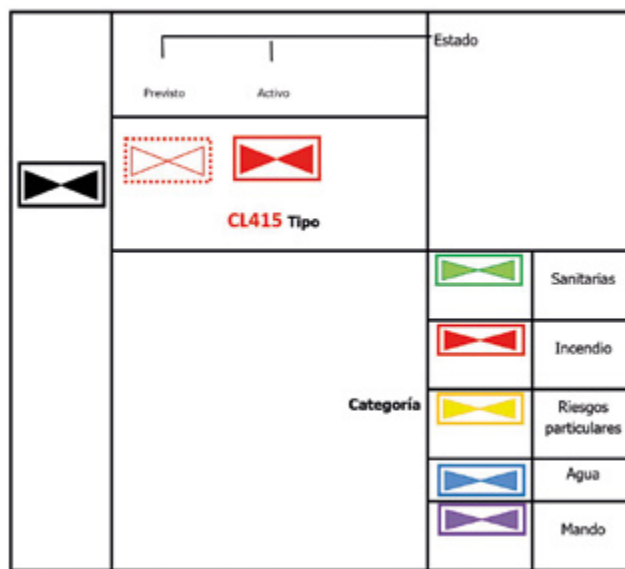 Estado
Previsto Activo
CL415 Tipo
Sanitarias
Incendio
Categoría
Riesgos
particulares
Agua
Mando